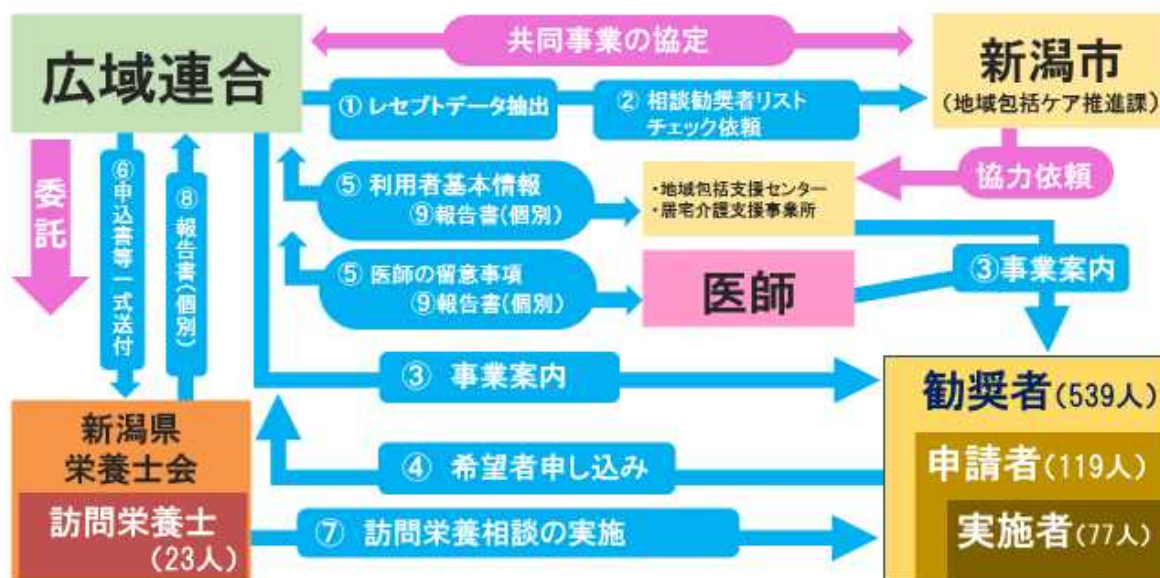 共同事業の協定
広域連合
新潟市
(地域包括ケア推進課)
① レセプトデータ抽出
② 相談勧奨者リスト
チェック依頼
委託
⑥申込書等一式送付
⑧報告書(個別)
⑤ 利用者基本情報
⑨報告書(個別)
・地域包括支援センター
・居宅介護支援事業所
協力依頼
⑤ 医師の留意事項
⑨報告書(個別)
医師
③事業案内
③ 事業案内
勧奨者(539人)
新潟県
栄養士会
④ 希望者申し込み
申請者(119人)
訪問栄養士
(23人)
⑦ 訪問栄養相談の実施
実施者(77人)